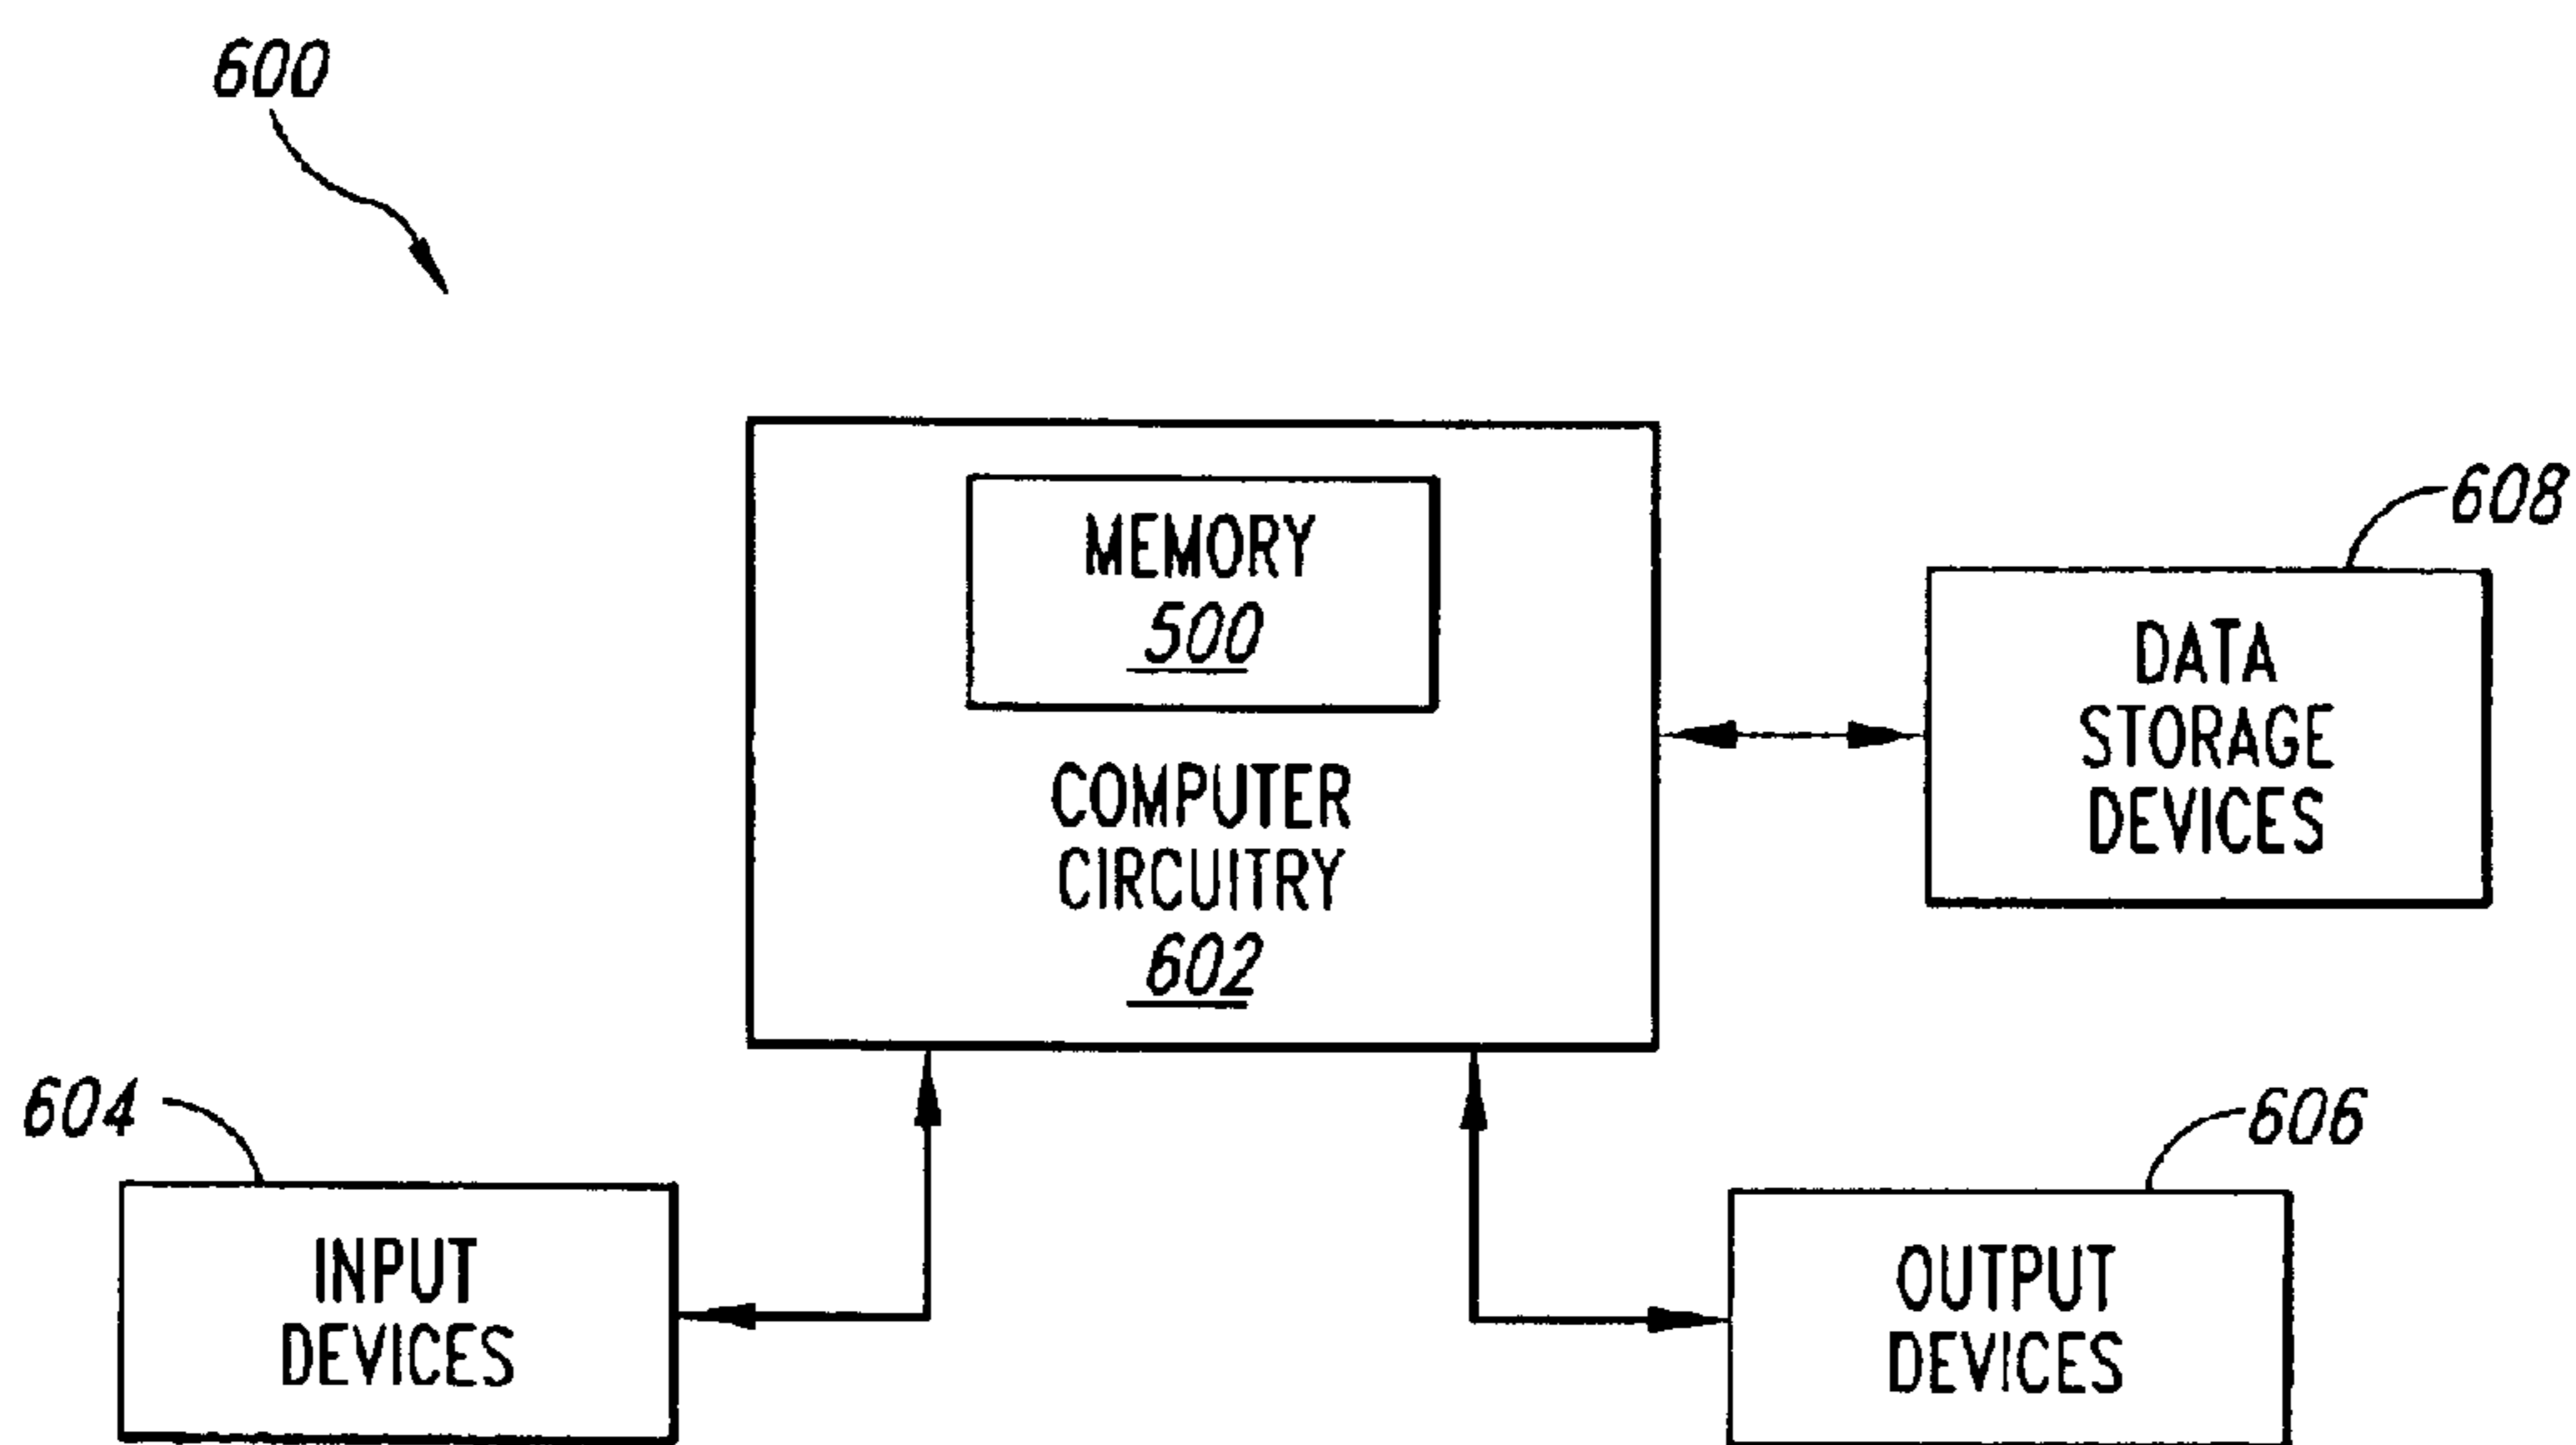 600
MEMORY
500
COMPUTER
CIRCUITRY
602
608
DATA
STORAGE
DEVICES
604
INPUT
DEVICES
606
OUTPUT
DEVICES